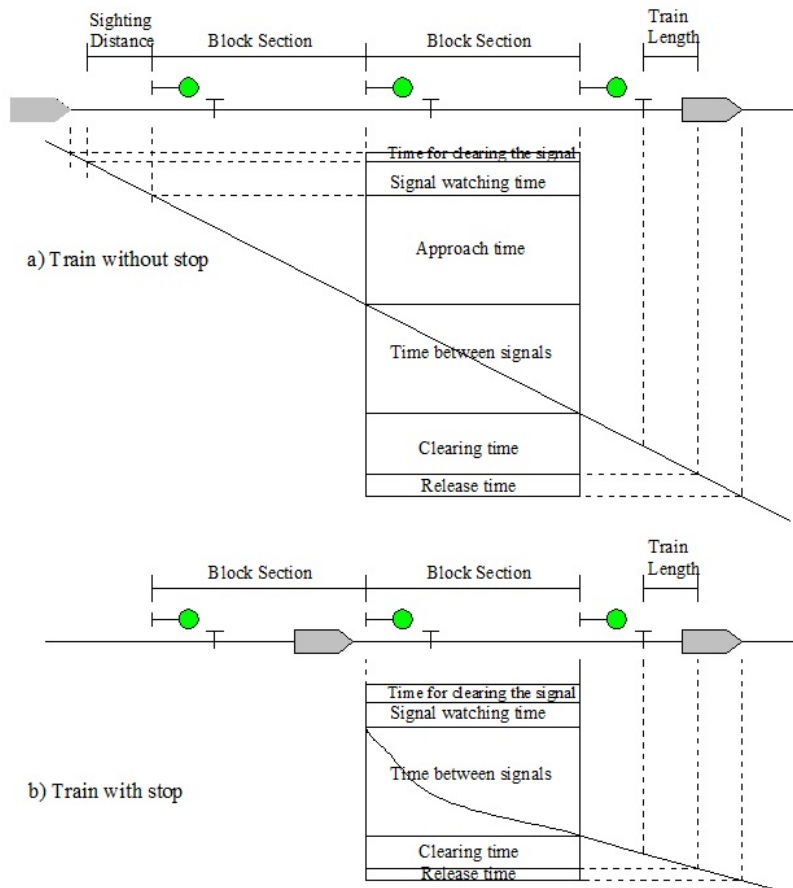 Sighting
Distance
Block Section
Block Section
Train
Length
Time for clearing the signal
Signal watching time
Approach time
a) Train without stop
Time between signals
Clearing time
Release time
Block Section
Block Section
Train
Length
Time for clearing the signal
Signal watching time
Time between signals
b) Train with stop
Clearing time
Release time